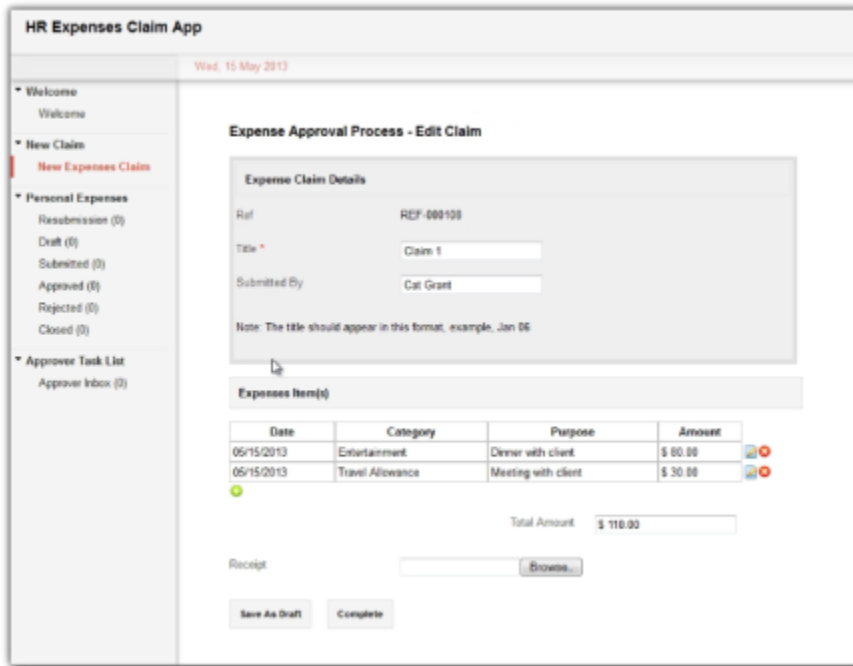 HR Expenses Claim App
Wed, 15 May 2013
Welcome
Welcome
New Claim
New Expenses Claim
Personal Expenses
Resubmission (0)
Draft (0)
Submitted (0)
Approved (0)
Rejected (0)
Closed (0)
Approver Task List
Approver Inbox (0)
Expense Approval Process - Edit Claim
Expense Claim Details
Ref REF-000108
Title * Claim 1
Submitted By Cat Grant
Note: The title should appear in this format, example, Jan 06
Expenses Item(s)
Date Category Purpose Amount
05/15/2013 Entertainment Dinner with client $ 80.00
05/15/2013 Travel Allowance Meeting with client $ 30.00
Total Amount $ 110.00
Receipt Browse..
Save As Draft Complete